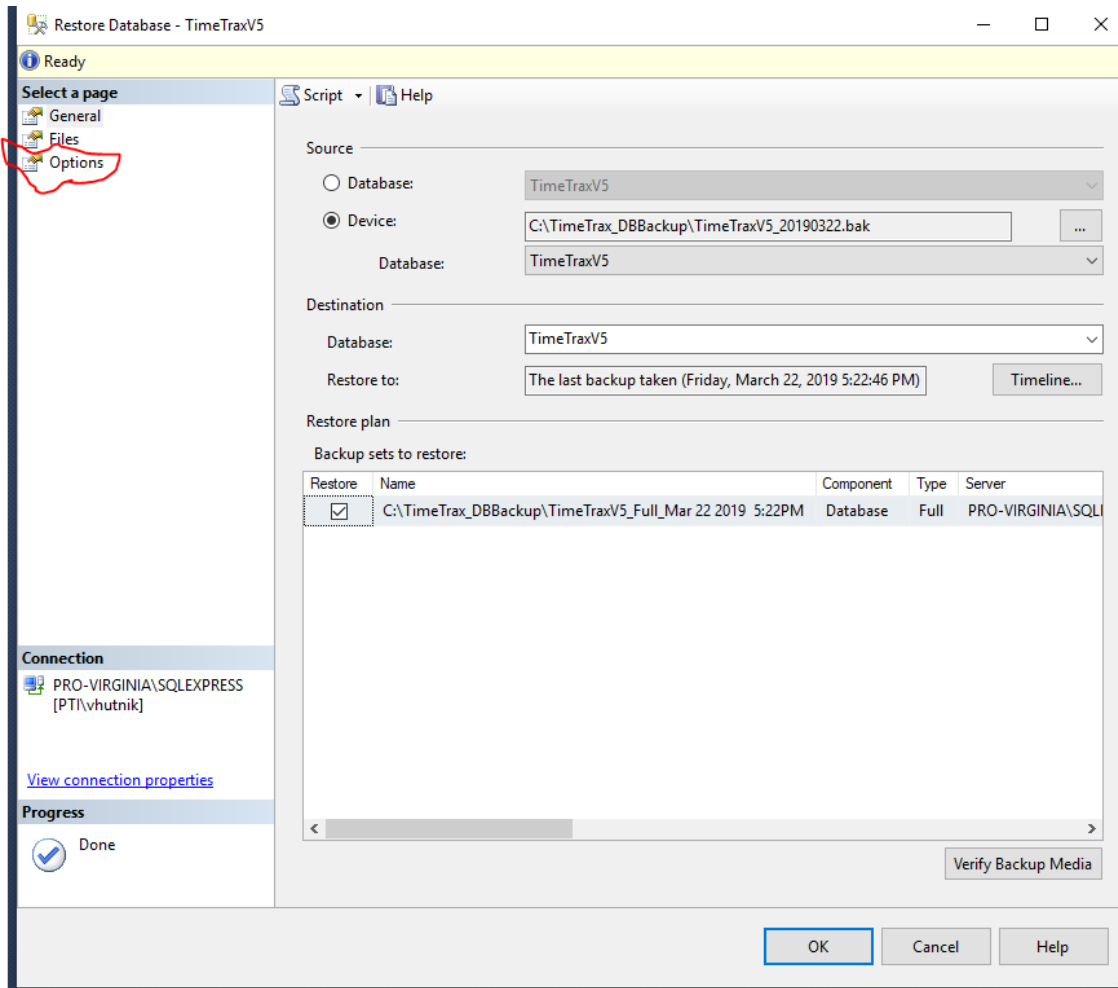 Restore Database - TimeTraxV5
Ready
Select a page
General
Files
Options
Script
Help
Source
Database:
TimeTraxV5
Device:
C:\TimeTrax_DBBackup\TimeTraxV5_20190322.bak
...
Database:
TimeTraxV5
Destination
Database:
TimeTraxV5
Restore to:
The last backup taken (Friday, March 22, 2019 5:22:46 PM)
Timeline...
Restore plan
Backup sets to restore:
Restore Name Component Type Server
C:\TimeTrax_DBBackup\TimeTraxV5_Full_Mar 22 2019 5:22PM Database Full PRO-VIRGINIA\SQL
Connection
PRO-VIRGINIA\SQLEXPRESS
[PTI\vhutnik]
View connection properties
Progress
Done
Verify Backup Media
OK Cancel Help